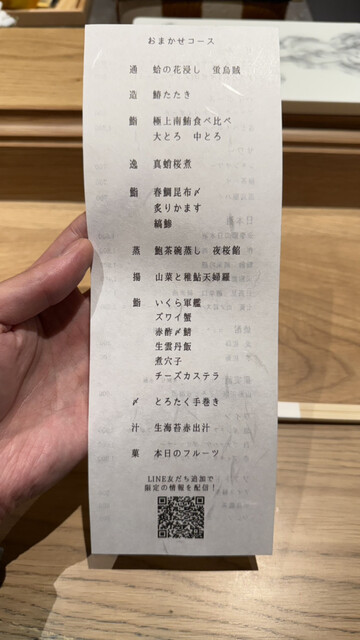 おまかせコース
通 蛤の花浸し 蛍烏賊
造 鰆たたき
鮨 極上南鮪食べ比べ
大とろ 中とろ
逸 真蛸桜煮
鮨 春鯛昆布〆
炙りかます
縞鯵
蒸 鮑茶碗蒸し 夜桜館
揚 山菜と稚鮎天婦羅
鮨 いくら軍艦
ズワイ蟹
赤酢〆鯖
生雲丹飯
煮穴子
チーズカステラ
〆 とろたく手巻き
汁 生海苔赤出汁
菓 本日のフルーツ
LINE友だち追加で
限定の情報を配信！